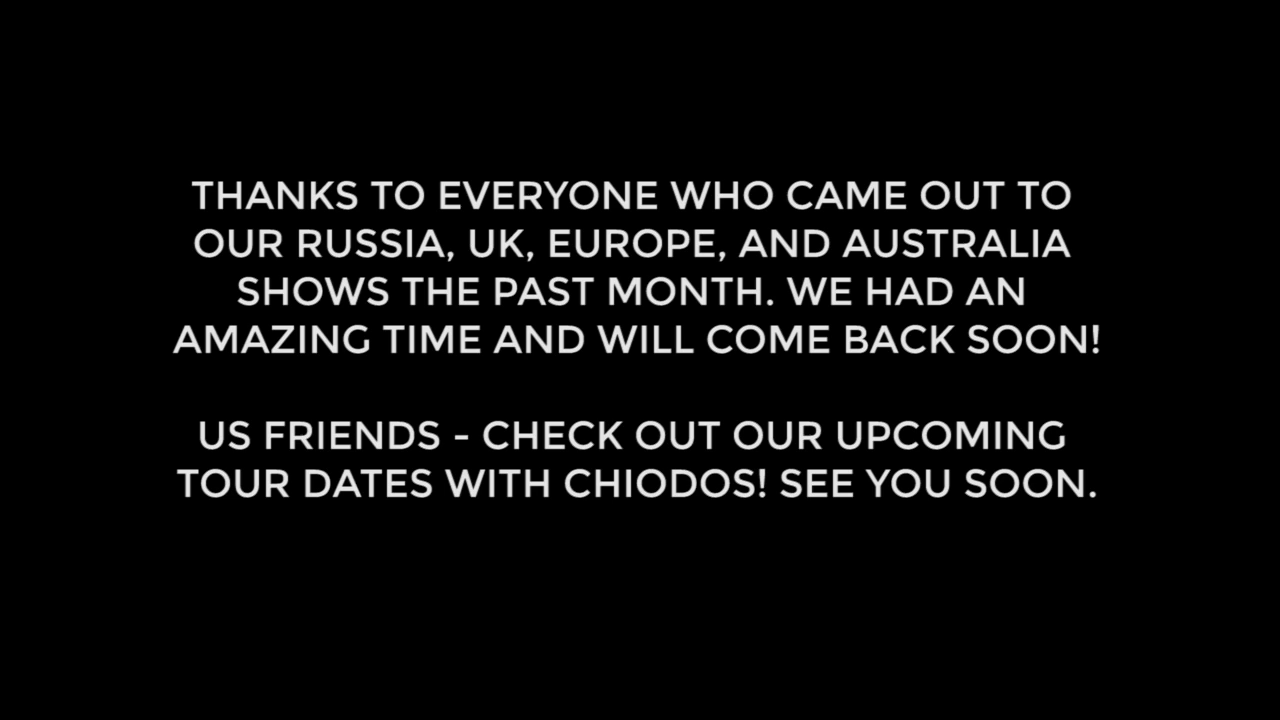 THANKS TO EVERYONE WHO CAME OUT TO
OUR RUSSIA, UK, EUROPE, AND AUSTRALIA
SHOWS THE PAST MONTH. WE HAD AN
AMAZING TIME AND WILL COME BACK SOON!
US FRIENDS - CHECK OUT OUR UPCOMING
TOUR DATES WITH CHIODOS! SEE YOU SOON.